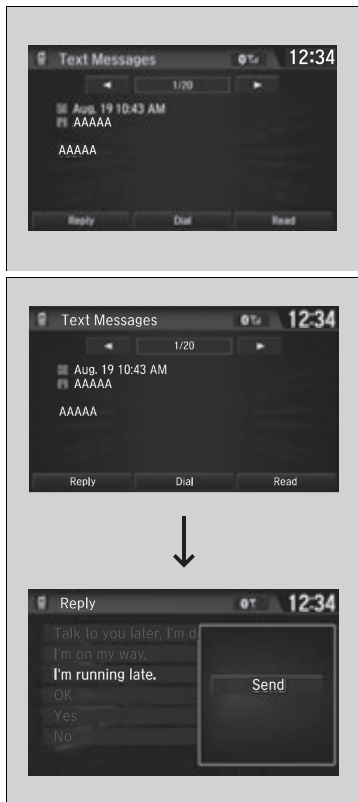 Text Messages 12:34
1/20
Aug. 19 10:43 AM
AAAAA
AAAAA
Reply Dial Read
Text Messages 12:34
1/20
Aug. 19 10:43 AM
AAAAA
AAAAA
Reply Dial Read
Reply 12:34
Talk to you later, I'm d
I'm on my way.
I'm running late.
OK
Yes
No
Send